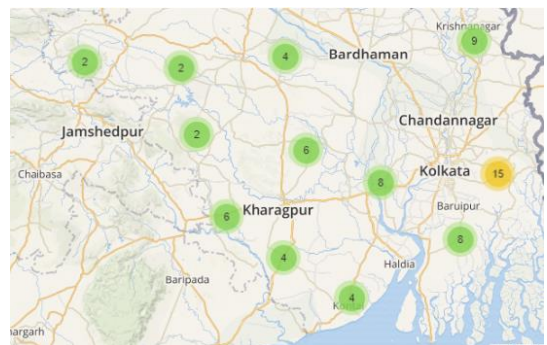 Krishnanagar
9
2
2
4
Bardhaman
Jamshedpur
2
6
Chandannagar
Chaibasa
8
Kolkata
15
6
Kharagpur
Baruipur
8
4
Haldia
Baripada
4